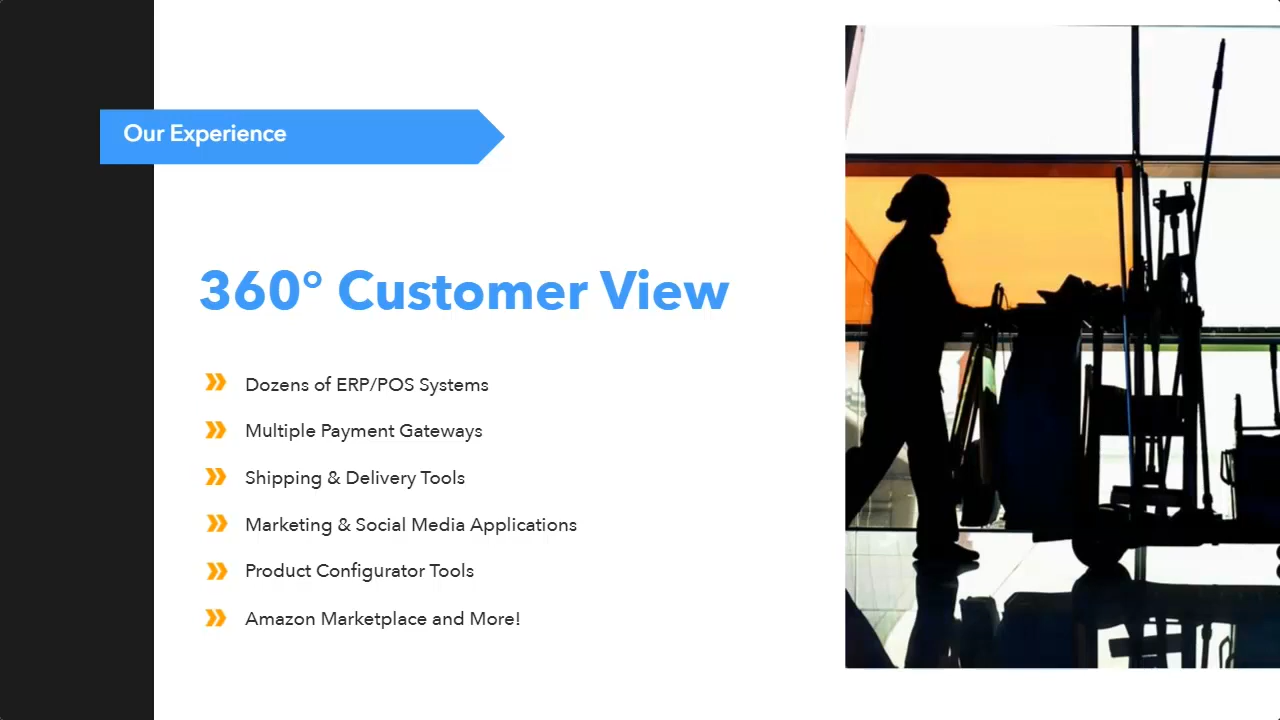 Our Experience
360° Customer View
Dozens of ERP/POS Systems
Multiple Payment Gateways
Shipping & Delivery Tools
Marketing & Social Media Applications
Product Configurator Tools
Amazon Marketplace and More!